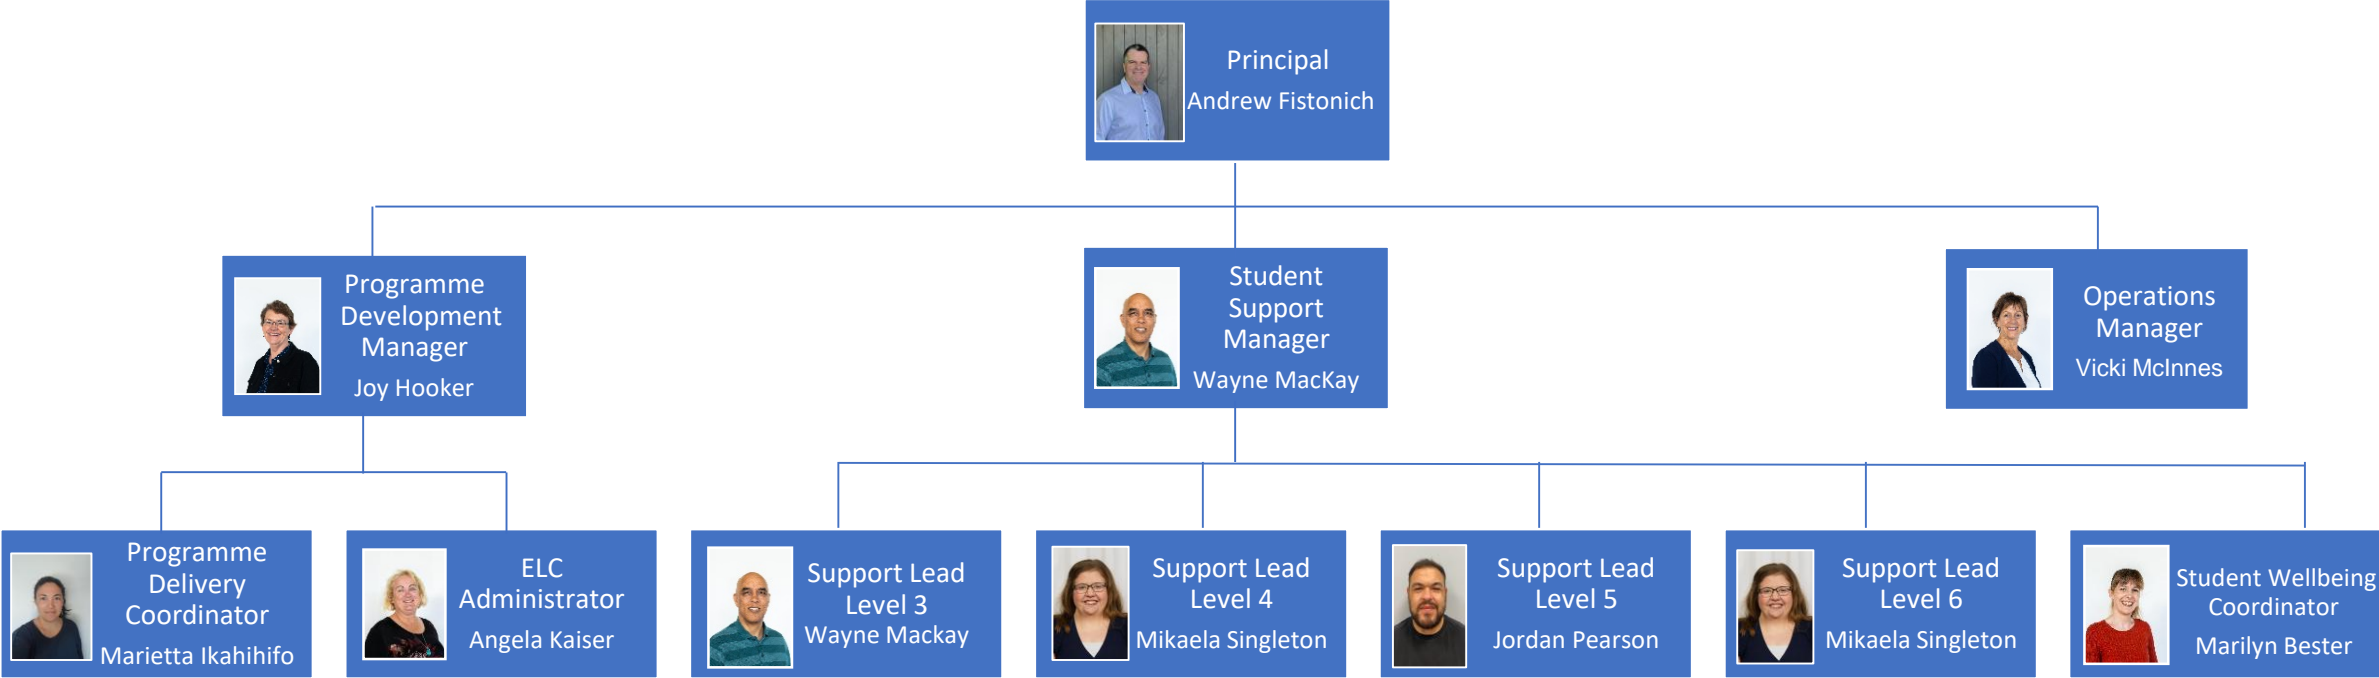 Principal
Andrew Fistonich
Programme
Development
Manager
Joy Hooker
Student
Support
Manager
Wayne MacKay
Operations
Manager
Vicki McInnes
Programme
Delivery
Coordinator
Marietta Ikahihifo
ELC
Administrator
Angela Kaiser
Support Lead
Level 3
Wayne Mackay
Support Lead
Level 4
Mikaela Singleton
Support Lead
Level 5
Jordan Pearson
Support Lead
Level 6
Mikaela Singleton
Student Wellbeing
Coordinator
Marilyn Bester